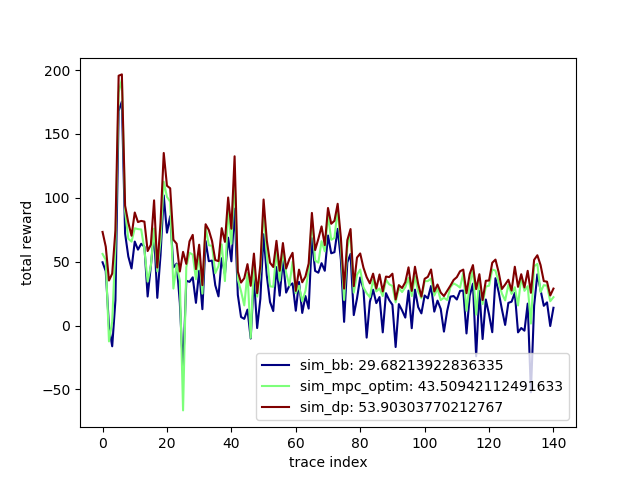 200
150
100
50
0
−50
total reward
sim_bb: 29.68213922836335
sim_mpc_optim: 43.50942112491633
sim_dp: 53.90303770212767
0 20 40 60 80 100 120 140
trace index